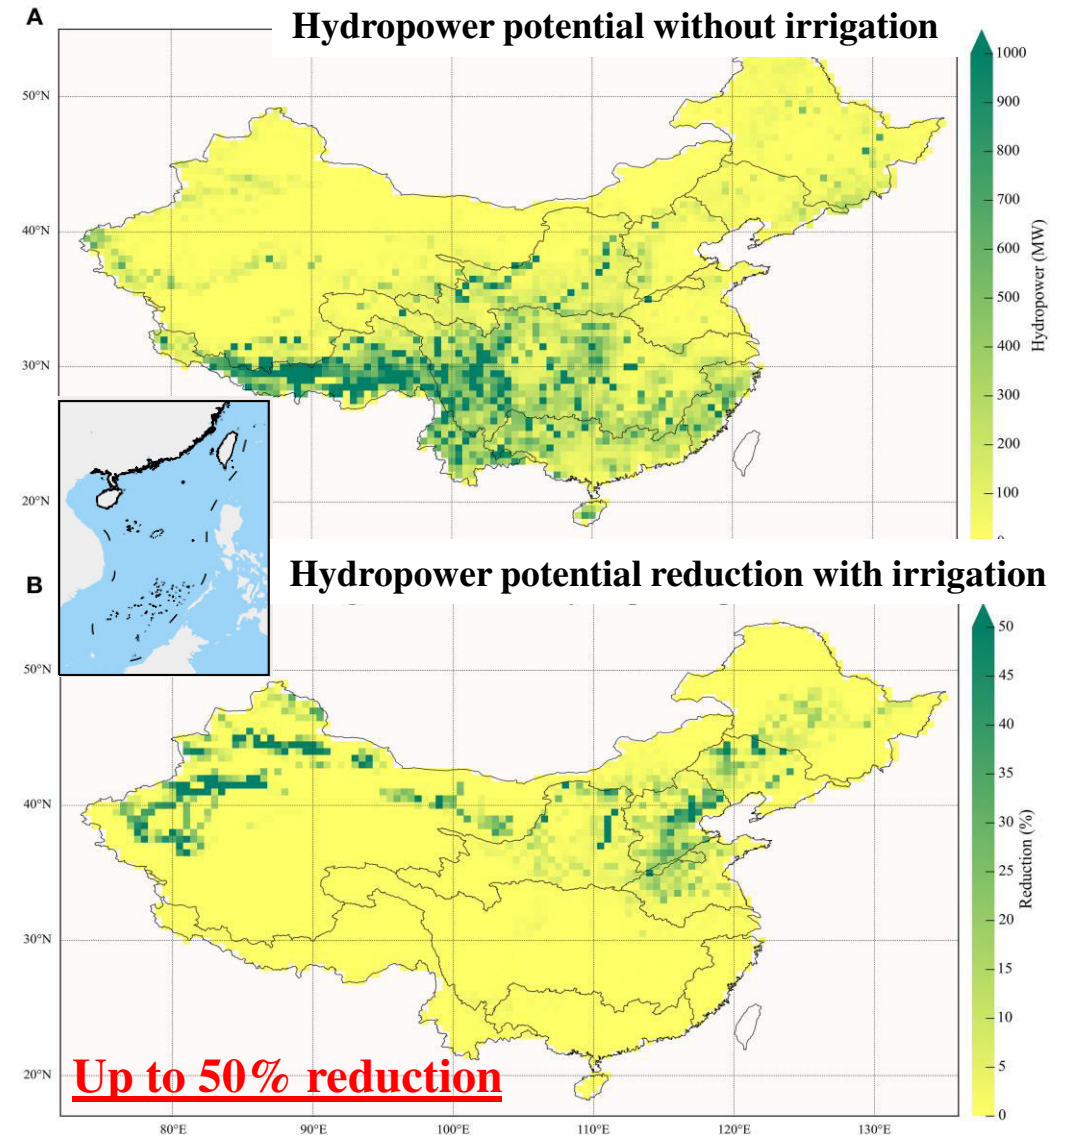 A
Hydropower potential without irrigation
1000
900
800
700
600
500
400
300
200
100
Hydropower (MW)
50°N
40°N
30°N
20°N
B
Hydropower potential reduction with irrigation
50
45
40
35
30
25
20
15
10
5
0
Reduction (%)
50°N
40°N
30°N
20°N
Up to 50% reduction
80°E 90°E 100°E 110°E 120°E 130°E